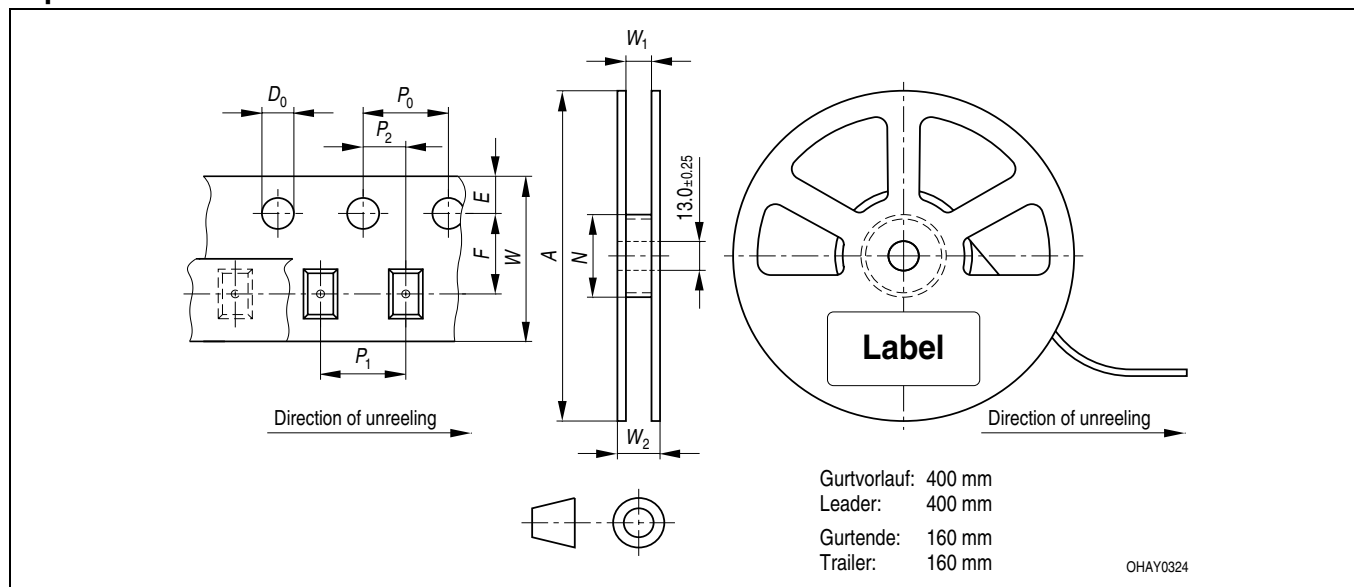 W₁
D₀
P₀
P₂
E
F
W
A
N
13.0±0.25
P₁
Label
Direction of unreeling
W₂
Direction of unreeling
Gurtvorlauf: 400 mm
Leader: 400 mm
Gurtende: 160 mm
Trailer: 160 mm
OHAY0324